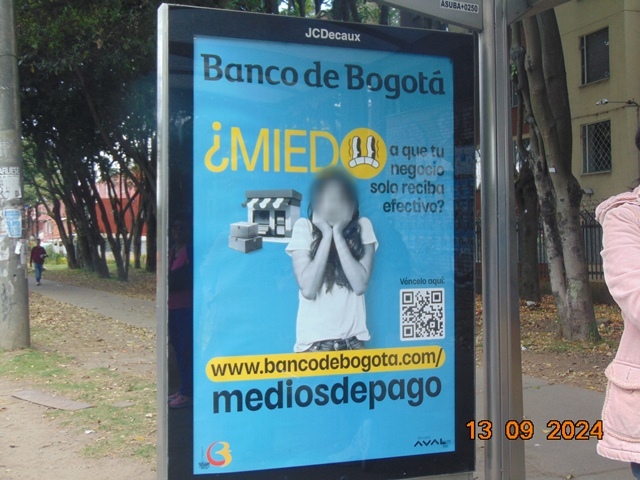 ASUBA+0250
JCDecaux
Banco de Bogotá
¿MIEDO
a que tu
negocio
solo reciba
efectivo?
Véncelo aquí:
www.bancodebogota.com/
mediosdepago
AVAL
13 09 2024